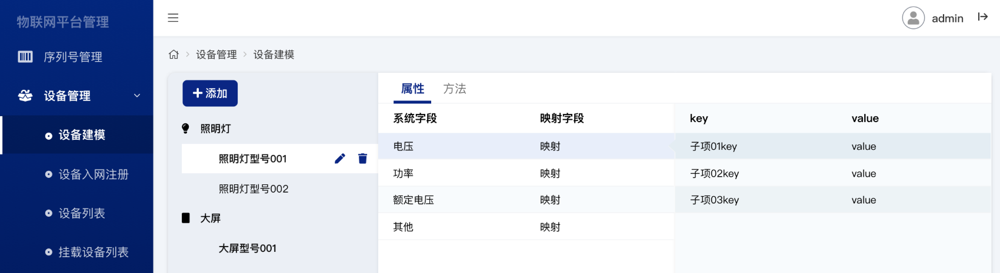 物联网平台管理
序列号管理
设备管理
设备建模
设备入网注册
设备列表
挂载设备列表
admin
设备管理 > 设备建模
添加
照明灯
照明灯型号001
照明灯型号002
大屏
大屏型号001
属性 方法
系统字段 映射字段 key value
电压 映射 子项01key value
功率 映射 子项02key value
额定电压 映射 子项03key value
其他 映射